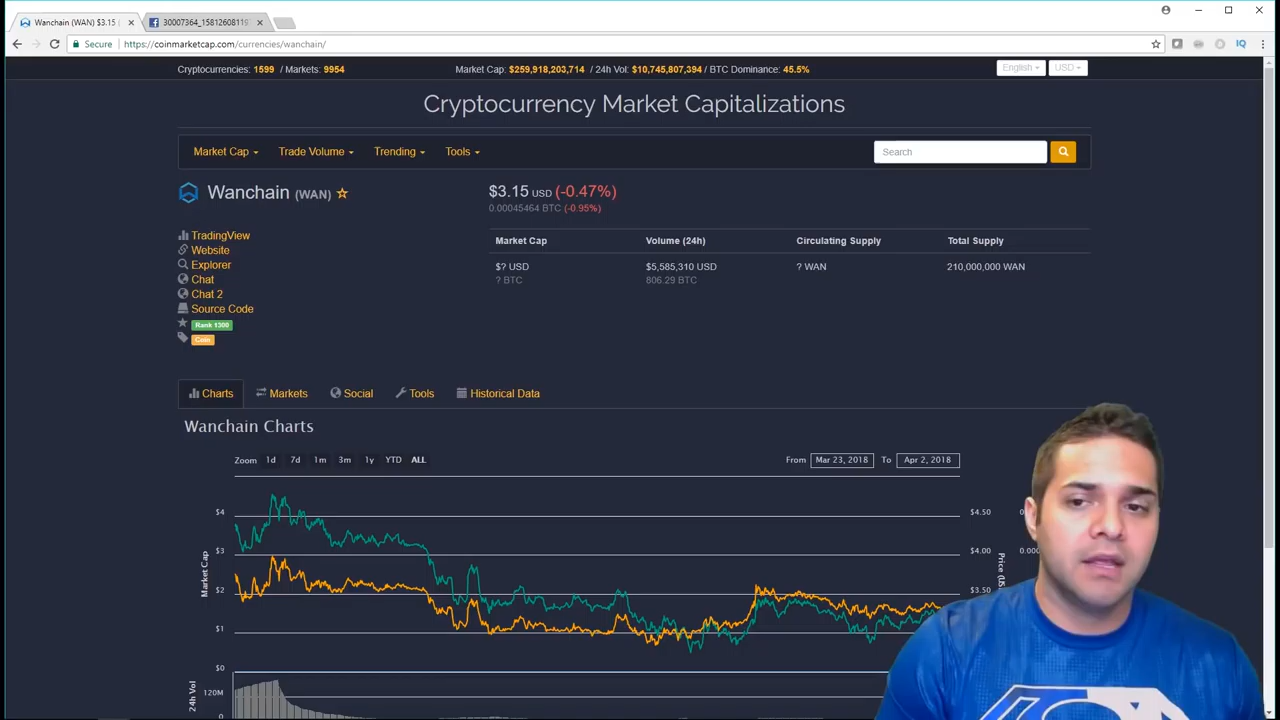 Wanchain (WAN) $3.15 (
30007364_15812608119
Secure https://coinmarketcap.com/currencies/wanchain/
IQ
Cryptocurrencies: 1599 / Markets: 9954 Market Cap: $259,918,203,714 / 24h Vol: $10,745,807,394 / BTC Dominance: 45.5% English USD
Cryptocurrency Market Capitalizations
Market Cap Trade Volume Trending Tools Search
Wanchain (WAN) $3.15 USD (-0.47%)
0.00045464 BTC (-0.95%)
TradingView
Website
Explorer
Chat
Chat 2
Source Code
Rank 1300
Coin
Market Cap Volume (24h) Circulating Supply Total Supply
$? USD $5,585,310 USD ? WAN 210,000,000 WAN
? BTC 806.29 BTC
Charts Markets Social Tools Historical Data
Wanchain Charts
Zoom 1d 7d 1m 3m 1y YTD ALL From Mar 23, 2018 To Apr 2, 2018
$4 $4.50
$3 $4.00
$2 $3.50
$1
$0
Market Cap
24h Vol
120M
0